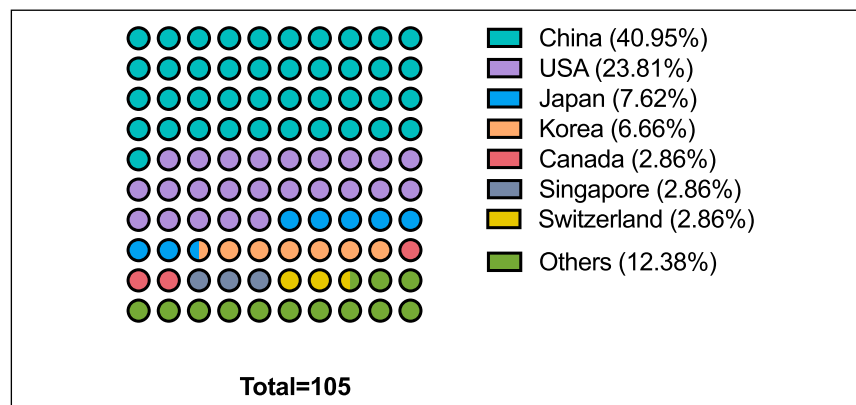 China (40.95%)
USA (23.81%)
Japan (7.62%)
Korea (6.66%)
Canada (2.86%)
Singapore (2.86%)
Switzerland (2.86%)
Others (12.38%)
Total=105